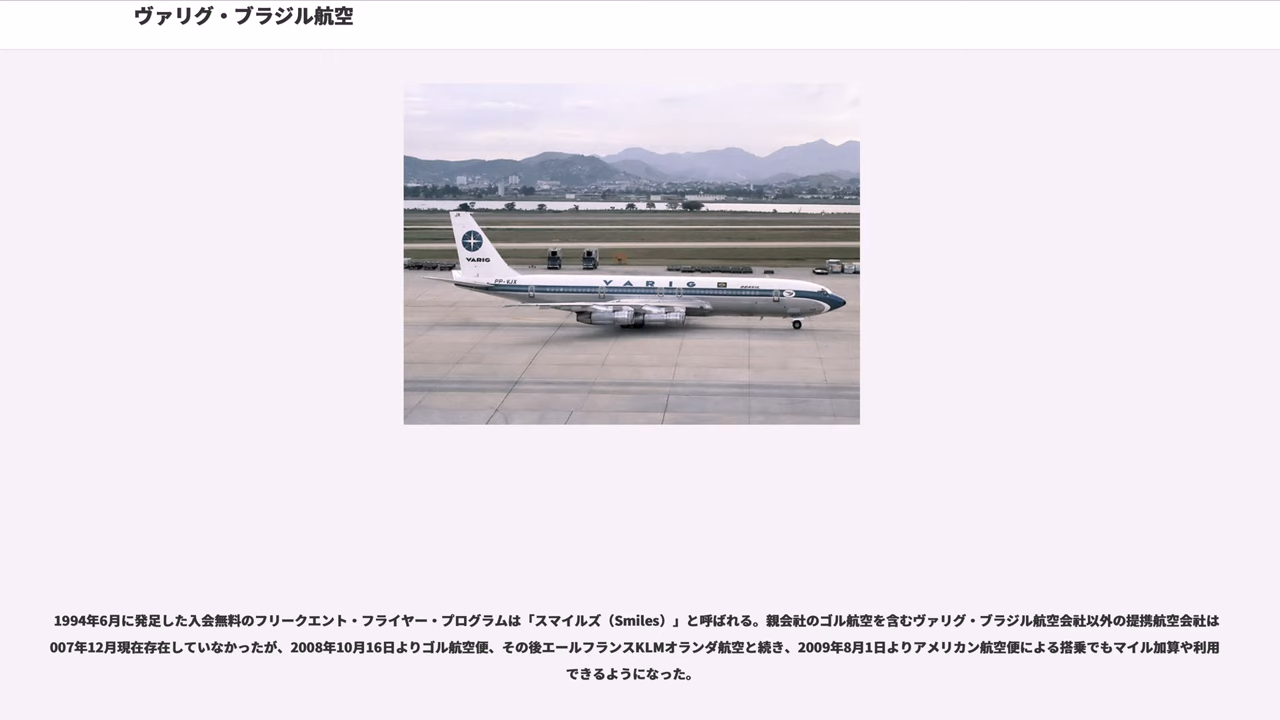 ヴァリグ・ブラジル航空
VARIG
PP-VJX
VARIG
1994年6月に発足した入会無料のフリークエント・フライヤー・プログラムは「スマイルズ（Smiles）」と呼ばれる。親会社のゴル航空を含むヴァリグ・ブラジル航空会社以外の提携航空会社は
007年12月現在存在していなかったが、2008年10月16日よりゴル航空便、その後エールフランスKLMオランダ航空と続き、2009年8月1日よりアメリカン航空便による搭乗でもマイル加算や利用
できるようになった。